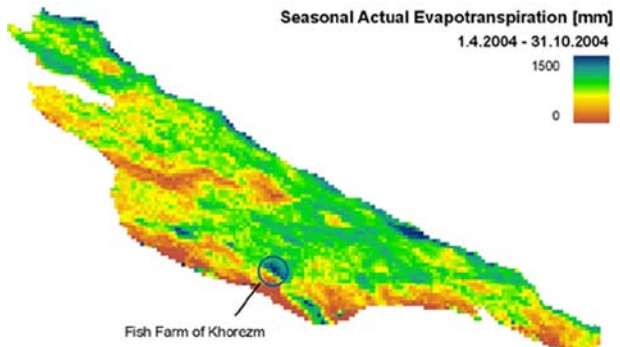 Seasonal Actual Evapotranspiration [mm]
1.4.2004 - 31.10.2004
1500
0
Fish Farm of Khorezm